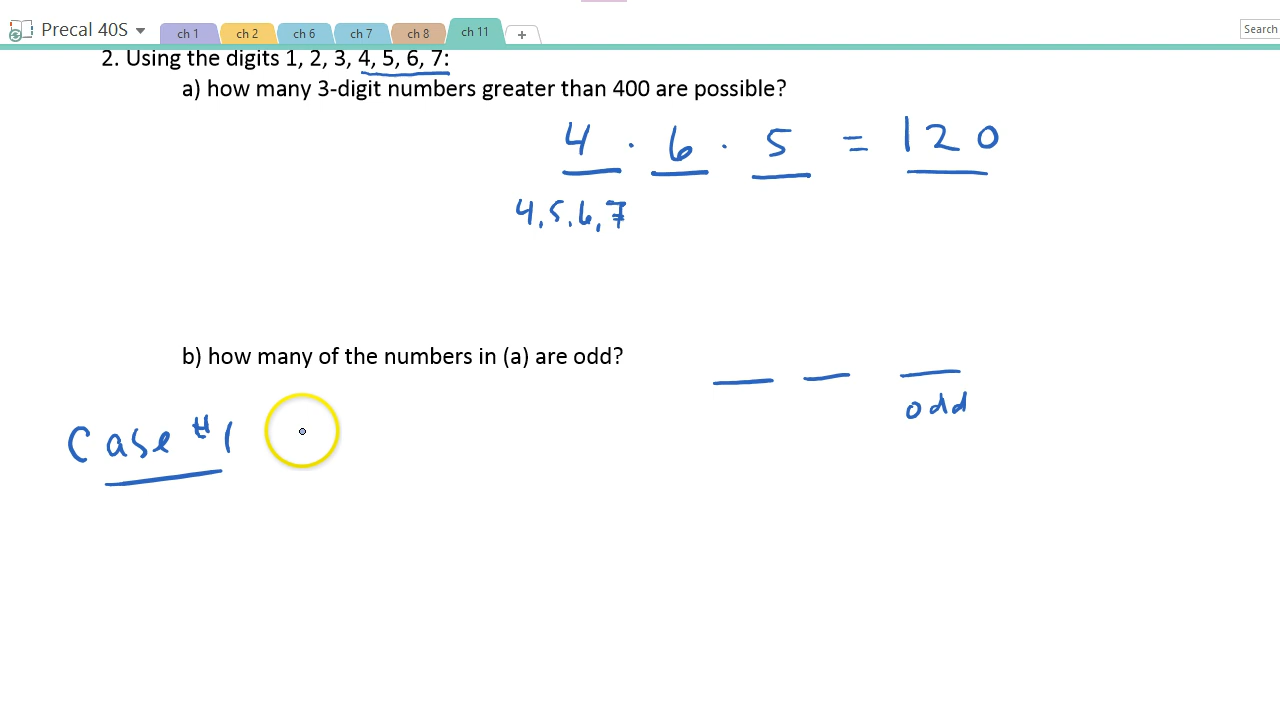 Precal 40S ch 1 ch 2 ch 6 ch 7 ch 8 ch 11 + Search
2. Using the digits 1, 2, 3, 4, 5, 6, 7:
a) how many 3-digit numbers greater than 400 are possible?
4 · 6 · 5 = 120
4, 5, 6, 7
b) how many of the numbers in (a) are odd?
odd
Case #1